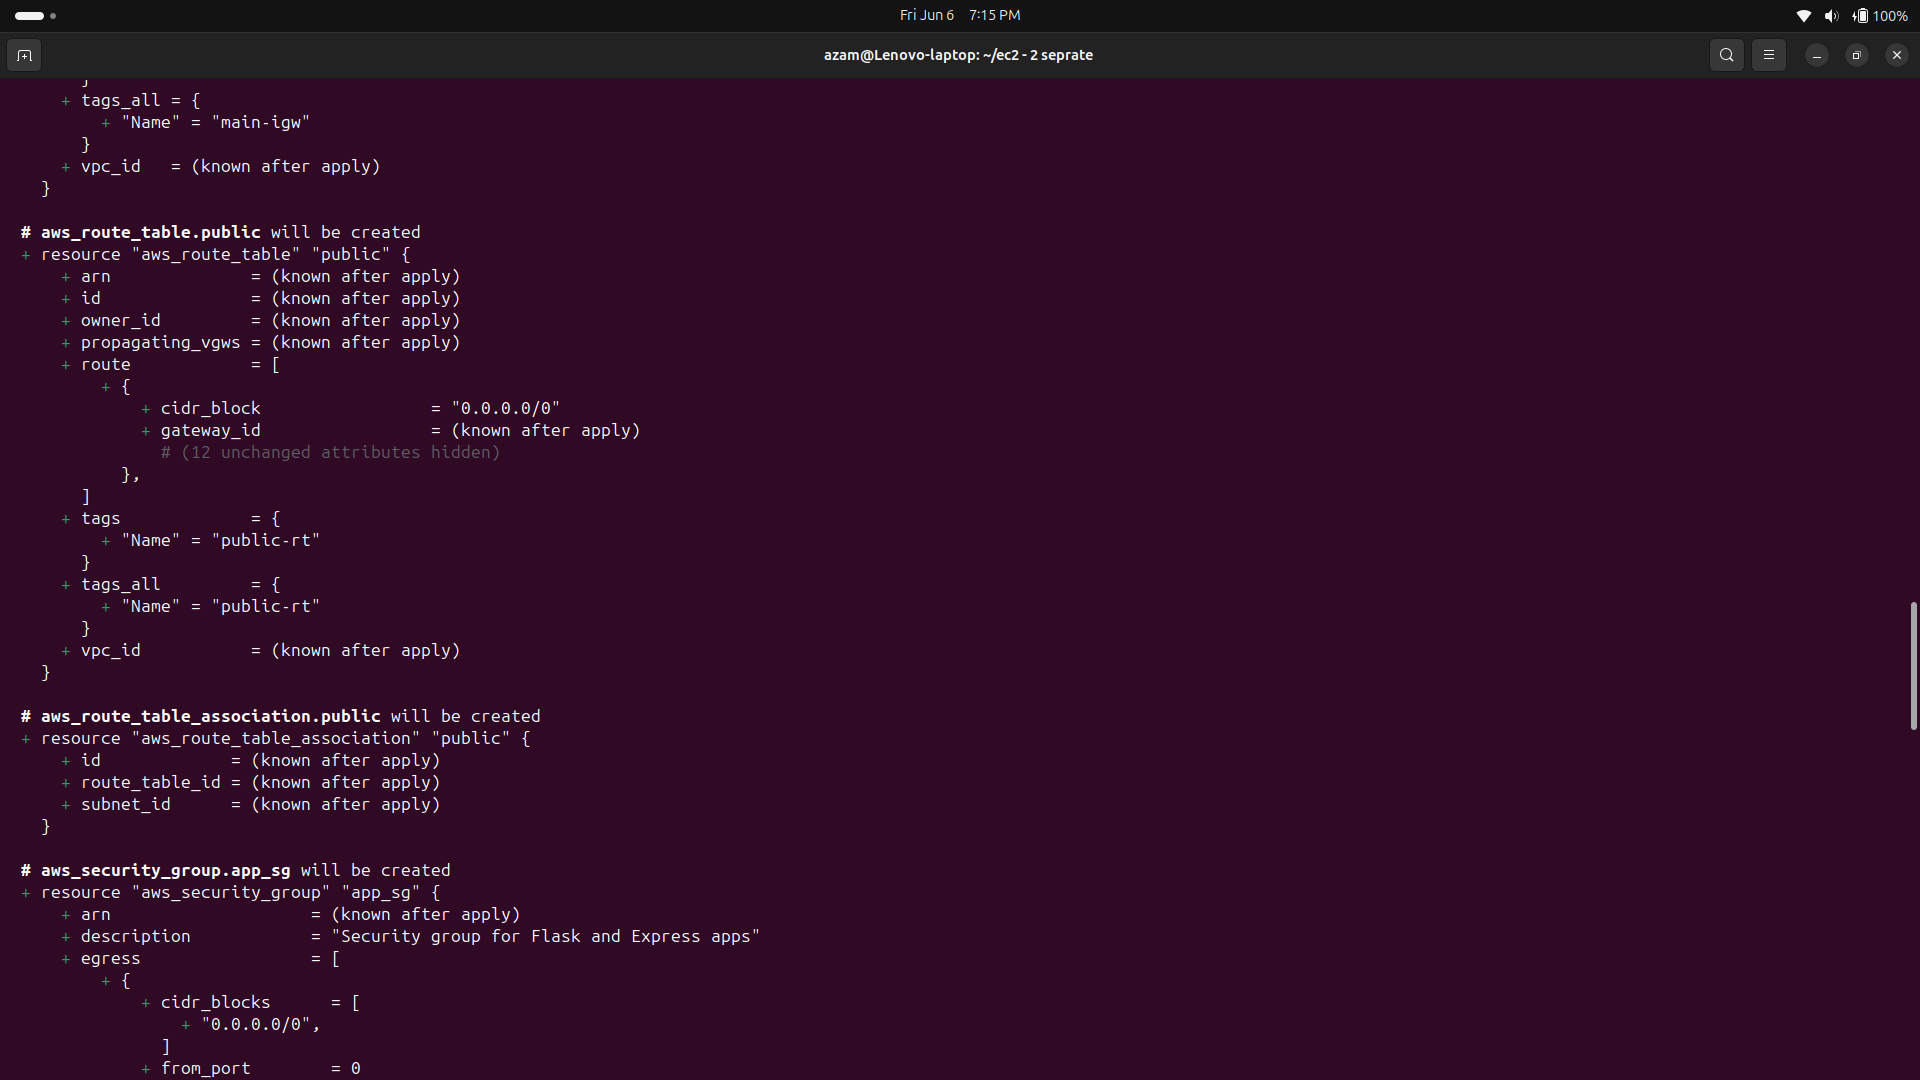 Fri Jun 6 7:15 PM
100%
azam@Lenovo-laptop: ~/ec2 - 2 seprate
}
+ tags_all = {
+ "Name" = "main-igw"
}
+ vpc_id = (known after apply)
}
# aws_route_table.public will be created
+ resource "aws_route_table" "public" {
+ arn = (known after apply)
+ id = (known after apply)
+ owner_id = (known after apply)
+ propagating_vgws = (known after apply)
+ route = [
+ {
+ cidr_block = "0.0.0.0/0"
+ gateway_id = (known after apply)
# (12 unchanged attributes hidden)
},
]
+ tags = {
+ "Name" = "public-rt"
}
+ tags_all = {
+ "Name" = "public-rt"
}
+ vpc_id = (known after apply)
}
# aws_route_table_association.public will be created
+ resource "aws_route_table_association" "public" {
+ id = (known after apply)
+ route_table_id = (known after apply)
+ subnet_id = (known after apply)
}
# aws_security_group.app_sg will be created
+ resource "aws_security_group" "app_sg" {
+ arn = (known after apply)
+ description = "Security group for Flask and Express apps"
+ egress = [
+ {
+ cidr_blocks = [
+ "0.0.0.0/0",
]
+ from_port = 0